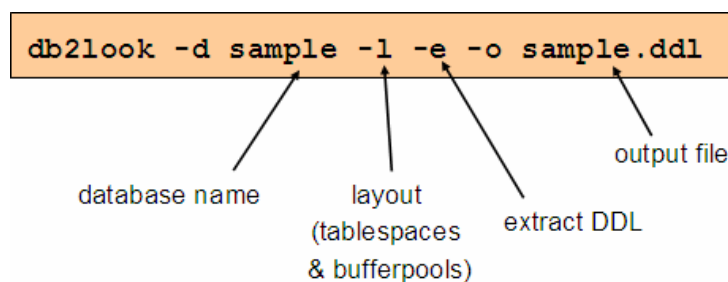 db2look -d sample -l -e -o sample.ddl
output file
database name
layout
(tablespaces
& bufferpools)
extract DDL